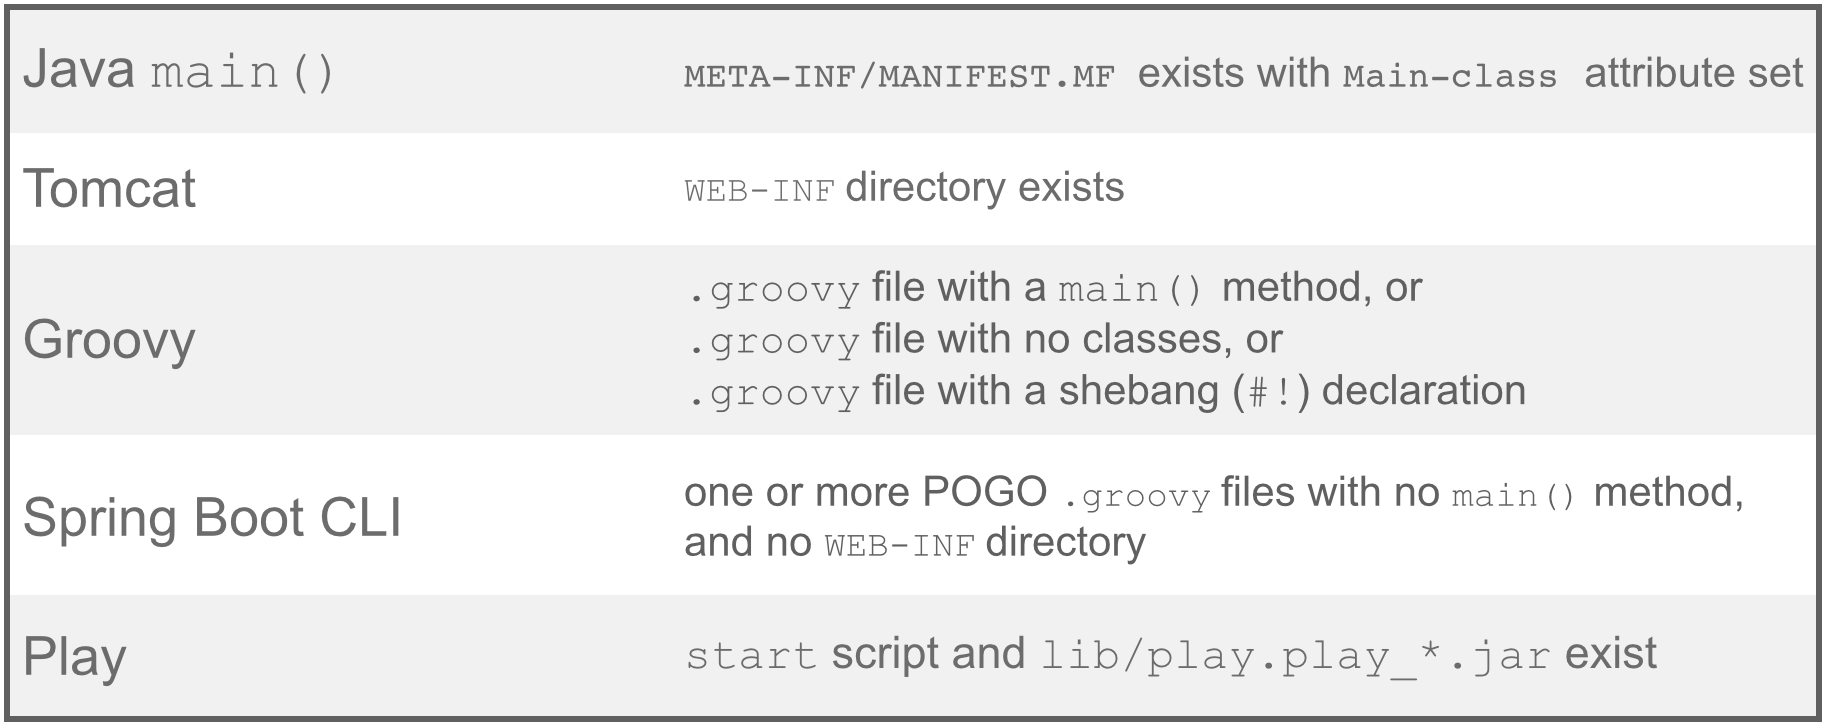 Java main() META-INF/MANIFEST.MF exists with Main-class attribute set
Tomcat WEB-INF directory exists
Groovy
.groovy file with a main() method, or
.groovy file with no classes, or
.groovy file with a shebang (#!) declaration
Spring Boot CLI
one or more POGO .groovy files with no main() method,
and no WEB-INF directory
Play start script and lib/play.play_*.jar exist